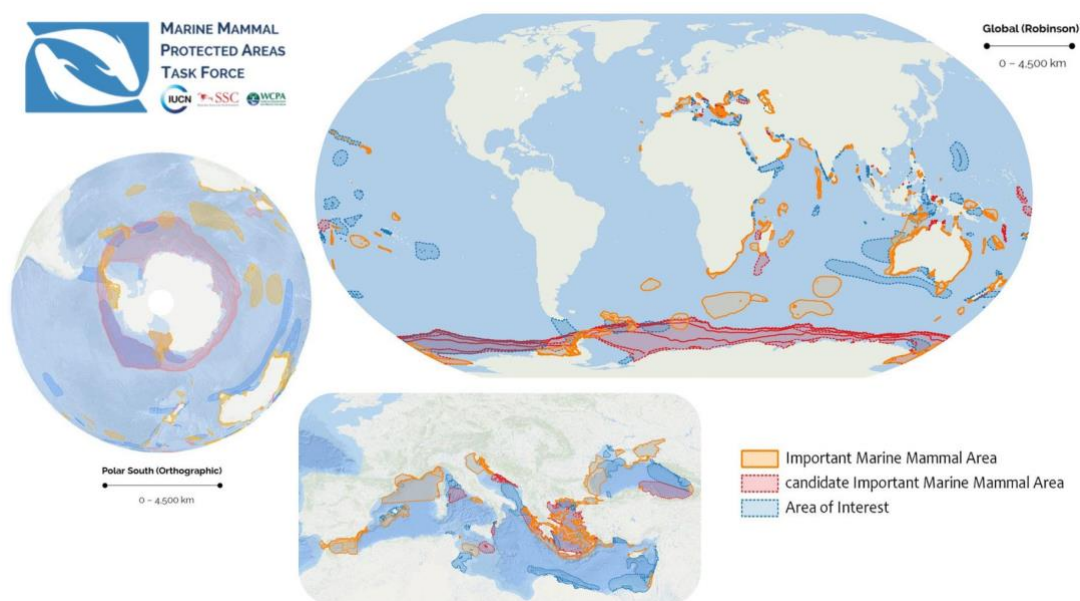 MARINE MAMMAL
PROTECTED AREAS
TASK FORCE
IUCN SSC WCPA
Global (Robinson)
0 – 4,500 km
Polar South (Orthographic)
0 – 4,500 km
Important Marine Mammal Area
candidate Important Marine Mammal Area
Area of Interest